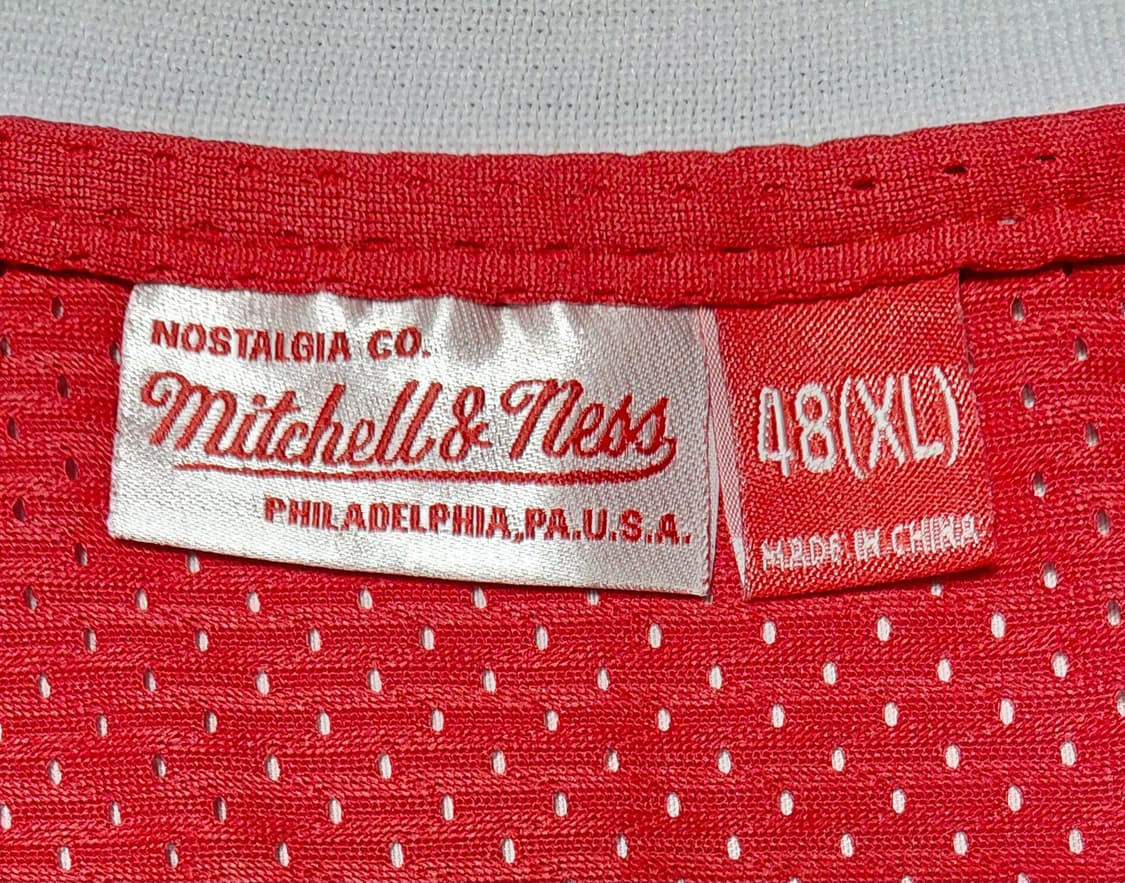 NOSTALGIA CO.
Mitchell & Ness
PHILADELPHIA,PA.U.S.A.
48(XL)
MADE IN CHINA